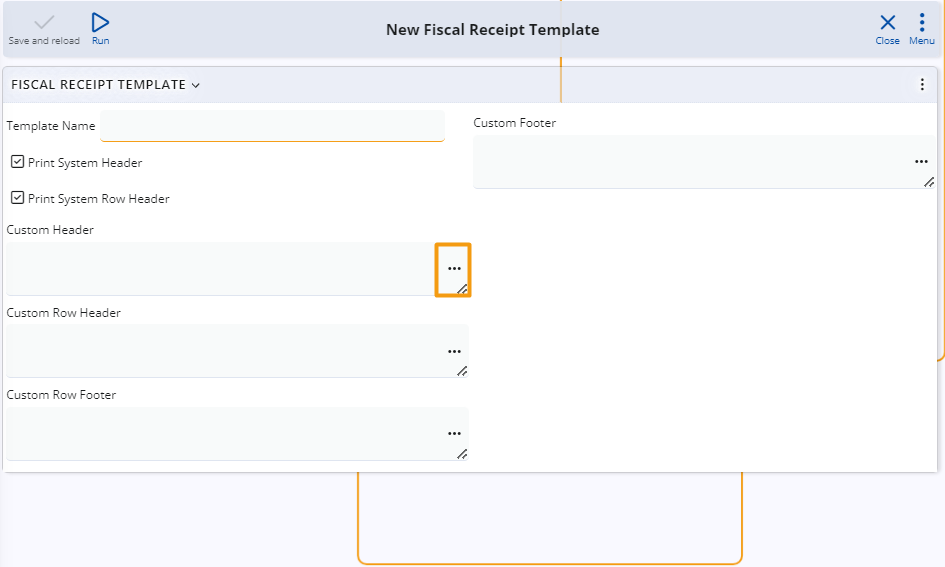 New Fiscal Receipt Template
Save and reload
Run
Close
Menu
FISCAL RECEIPT TEMPLATE
Template Name
Print System Header
Print System Row Header
Custom Header
Custom Row Header
Custom Row Footer
Custom Footer